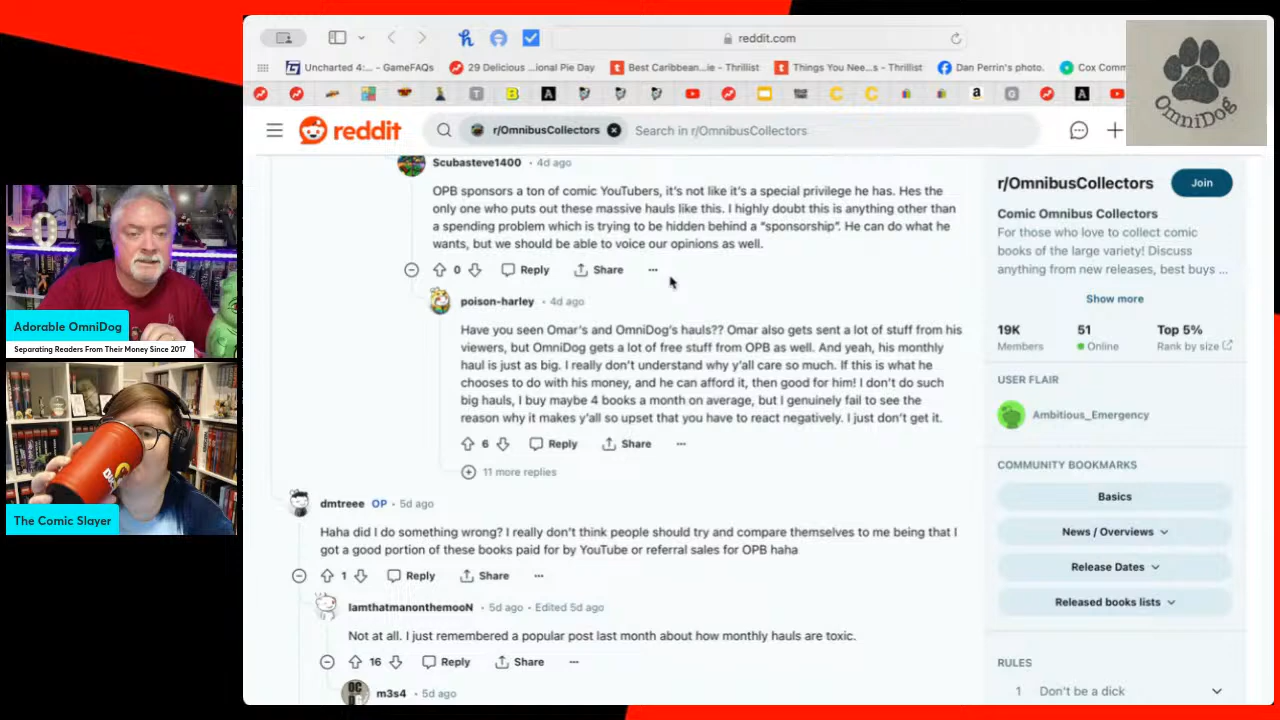 reddit.com
Uncharted 4:... – GameFAQs
29 Delicious ...ional Pie Day
Best Caribbean...ie – Thrillist
Things You Nee...s – Thrillist
Dan Perrin's photo.
Cox Comm
OmniDog
reddit
r/OmnibusCollectors
Search in r/OmnibusCollectors
Scubasteve1400 • 4d ago
OPB sponsors a ton of comic YouTubers, it's not like it's a special privilege he has. Hes the
only one who puts out these massive hauls like this. I highly doubt this is anything other than
a spending problem which is trying to be hidden behind a "sponsorship". He can do what he
wants, but we should be able to voice our opinions as well.
0 Reply Share
poison-harley • 4d ago
Have you seen Omar's and OmniDog's hauls?? Omar also gets sent a lot of stuff from his
viewers, but OmniDog gets a lot of free stuff from OPB as well. And yeah, his monthly
haul is just as big. I really don't understand why y'all care so much. If this is what he
chooses to do with his money, and he can afford it, then good for him! I don't do such
big hauls, I buy maybe 4 books a month on average, but I genuinely fail to see the
reason why it makes y'all so upset that you have to react negatively. I just don't get it.
6 Reply Share
11 more replies
dmtreee OP • 5d ago
Haha did I do something wrong? I really don't think people should try and compare themselves to me being that I
got a good portion of these books paid for by YouTube or referral sales for OPB haha
1 Reply Share
IamthatmanonthemooN • 5d ago • Edited 5d ago
Not at all. I just remembered a popular post last month about how monthly hauls are toxic.
16 Reply Share
m3s4 • 5d ago
r/OmnibusCollectors
Join
Comic Omnibus Collectors
For those who love to collect comic
books of the large variety! Discuss
anything from new releases, best buys ...
Show more
19K 51 Top 5%
Members Online Rank by size
USER FLAIR
Ambitious_Emergency
COMMUNITY BOOKMARKS
Basics
News / Overviews
Release Dates
Released books lists
RULES
1 Don't be a dick
Adorable OmniDog
Separating Readers From Their Money Since 2017
The Comic Slayer